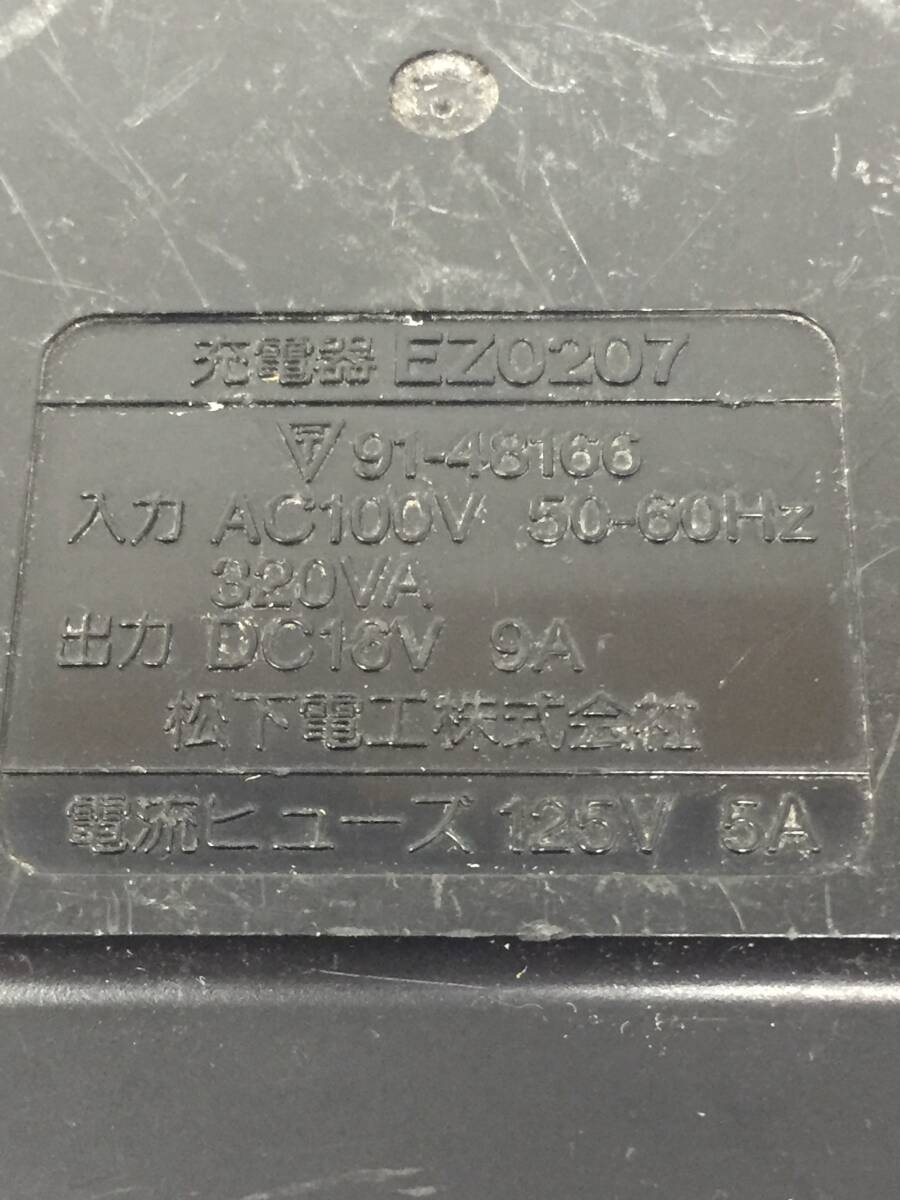 充電器 EZ0207
T 91-48166
入力 AC100V 50-60Hz
320VA
出力 DC16V 9A
松下電工株式会社
電流ヒューズ 125V 5A